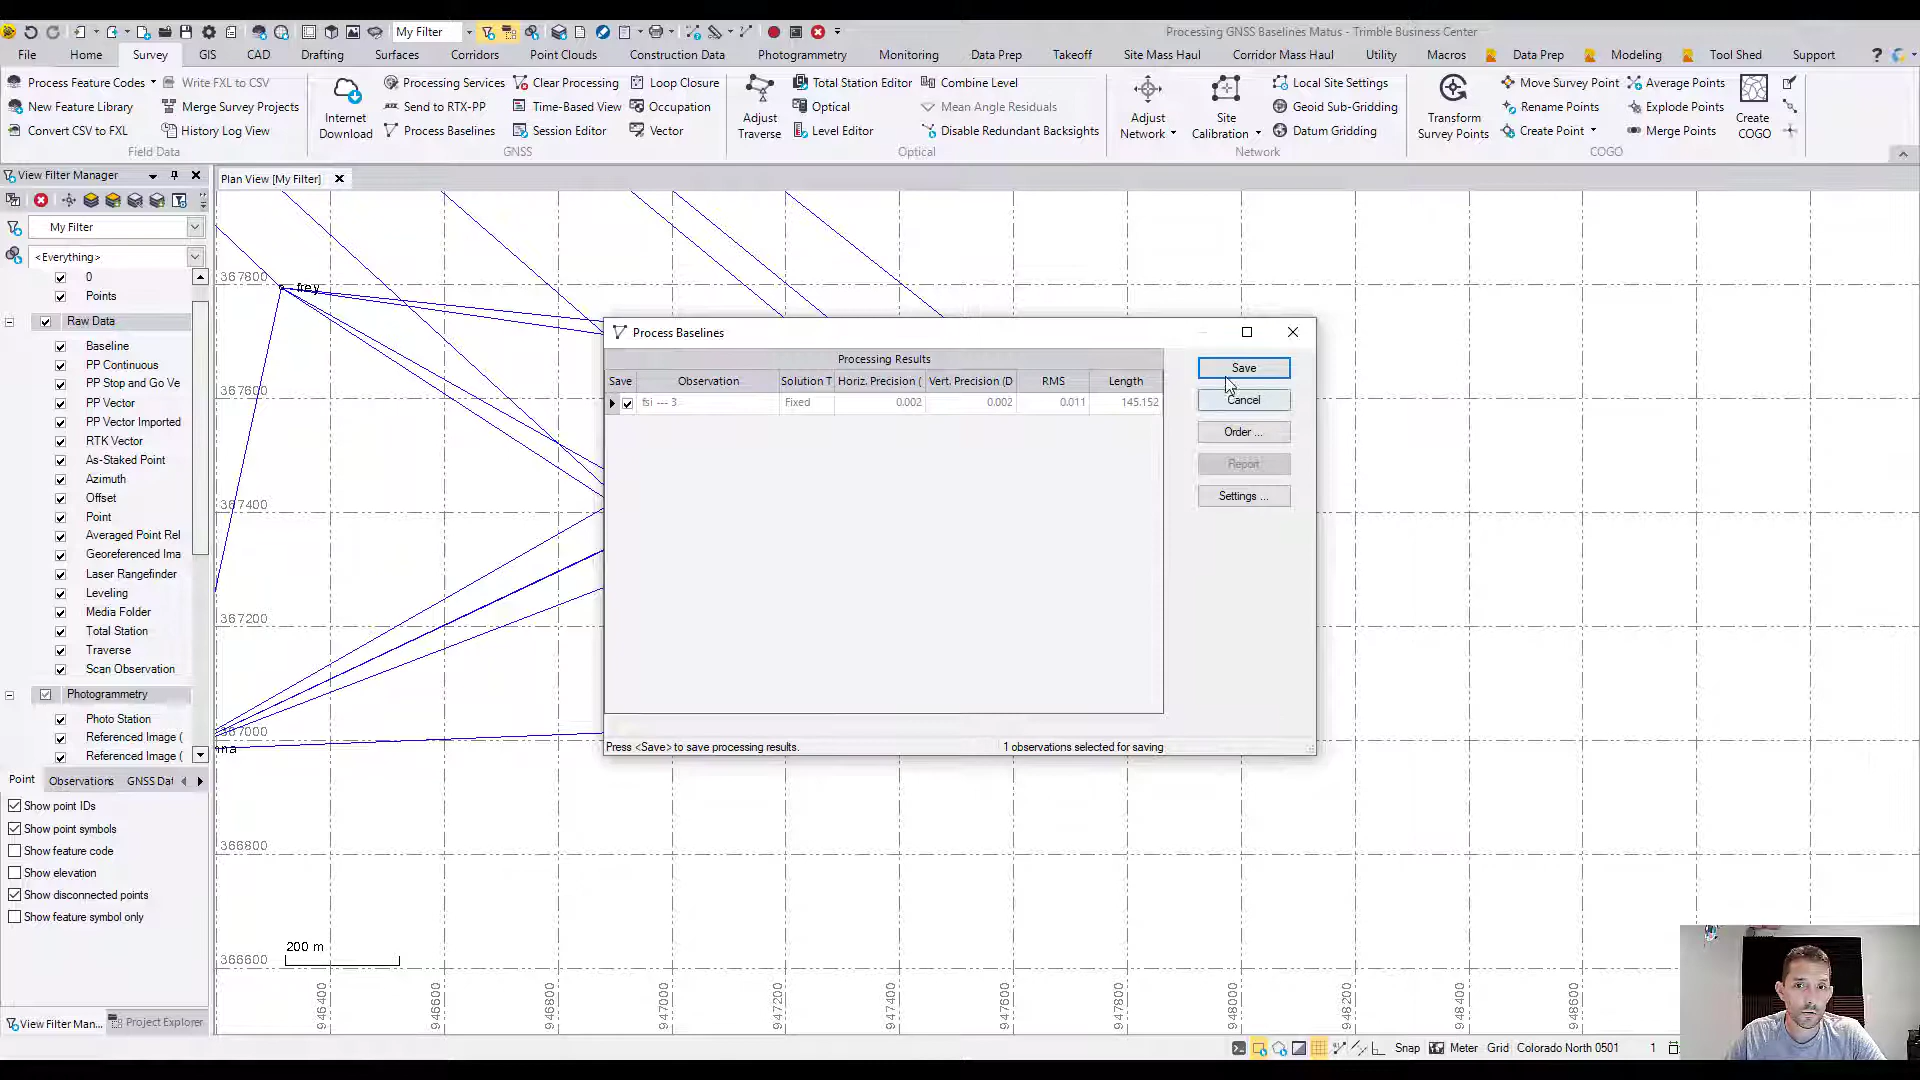 My Filter
Processing GNSS Baselines Matus - Trimble Business Center
File Home Survey GIS CAD Drafting Surfaces Corridors Point Clouds Construction Data Photogrammetry Monitoring Data Prep Takeoff Site Mass Haul Corridor Mass Haul Utility Macros Data Prep Modeling Tool Shed Support
Process Feature Codes Write FXL to CSV
New Feature Library Merge Survey Projects
Convert CSV to FXL History Log View
Field Data
Internet Download
Processing Services Clear Processing Loop Closure
Send to RTX-PP Time-Based View Occupation
Process Baselines Session Editor Vector
GNSS
Adjust Traverse
Total Station Editor Combine Level
Optical Mean Angle Residuals
Level Editor Disable Redundant Backsights
Optical
Adjust Network
Site Calibration
Local Site Settings
Geoid Sub-Gridding
Datum Gridding
Network
Transform Survey Points
Move Survey Point Average Points
Rename Points Explode Points
Create Point Merge Points
Create COGO
COGO
View Filter Manager
Plan View [My Filter]
My Filter
<Everything>
0
Points
Raw Data
Baseline
PP Continuous
PP Stop and Go Ve
PP Vector
PP Vector Imported
RTK Vector
As-Staked Point
Azimuth
Offset
Point
Averaged Point Rel
Georeferenced Ima
Laser Rangefinder
Leveling
Media Folder
Total Station
Traverse
Scan Observation
Photogrammetry
Photo Station
Referenced Image (
Referenced Image (
Point Observations GNSS Dat
Show point IDs
Show point symbols
Show feature code
Show elevation
Show disconnected points
Show feature symbol only
View Filter Man... Project Explorer
367800
frey
367600
367400
367200
367000
nna
366800
366600
200 m
946400
946600
946800
947000
947200
947400
947600
947800
948000
948200
948400
948600
Process Baselines
Processing Results
Save Observation Solution T Horiz. Precision ( Vert. Precision (D RMS Length
fsi --- 3 Fixed 0.002 0.002 0.011 145.152
Save
Cancel
Order ...
Report
Settings ...
Press <Save> to save processing results. 1 observations selected for saving
Snap Meter Grid Colorado North 0501 1